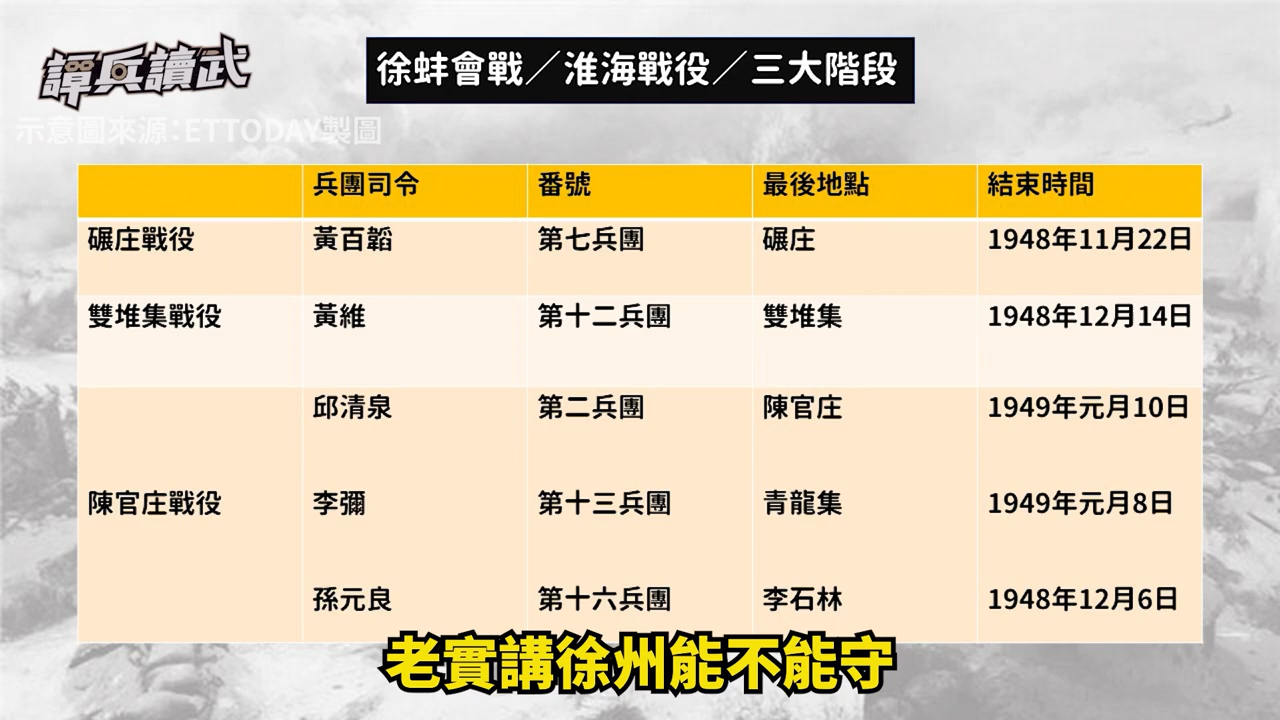 譚兵讀武
徐蚌會戰／淮海戰役／三大階段
示意圖來源:ETTODAY製圖
兵團司令 番號 最後地點 結束時間
碾庄戰役 黃百韜 第七兵團 碾庄 1948年11月22日
雙堆集戰役 黃維 第十二兵團 雙堆集 1948年12月14日
邱清泉 第二兵團 陳官庄 1949年元月10日
陳官庄戰役 李彌 第十三兵團 青龍集 1949年元月8日
孫元良 第十六兵團 李石林 1948年12月6日
老實講徐州能不能守